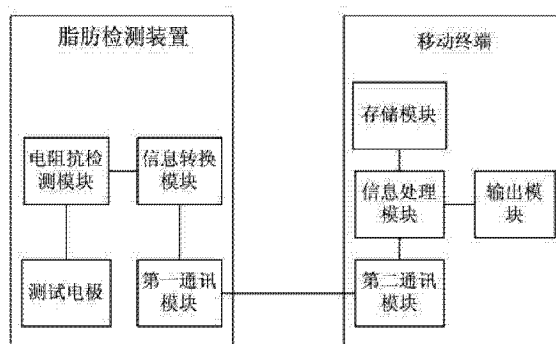 脂肪检测装置
电阻抗检
测模块
信息转换
模块
测试电极
第一通讯
模块
移动终端
存储模块
信息处理
模块
输出模
块
第二通讯
模块